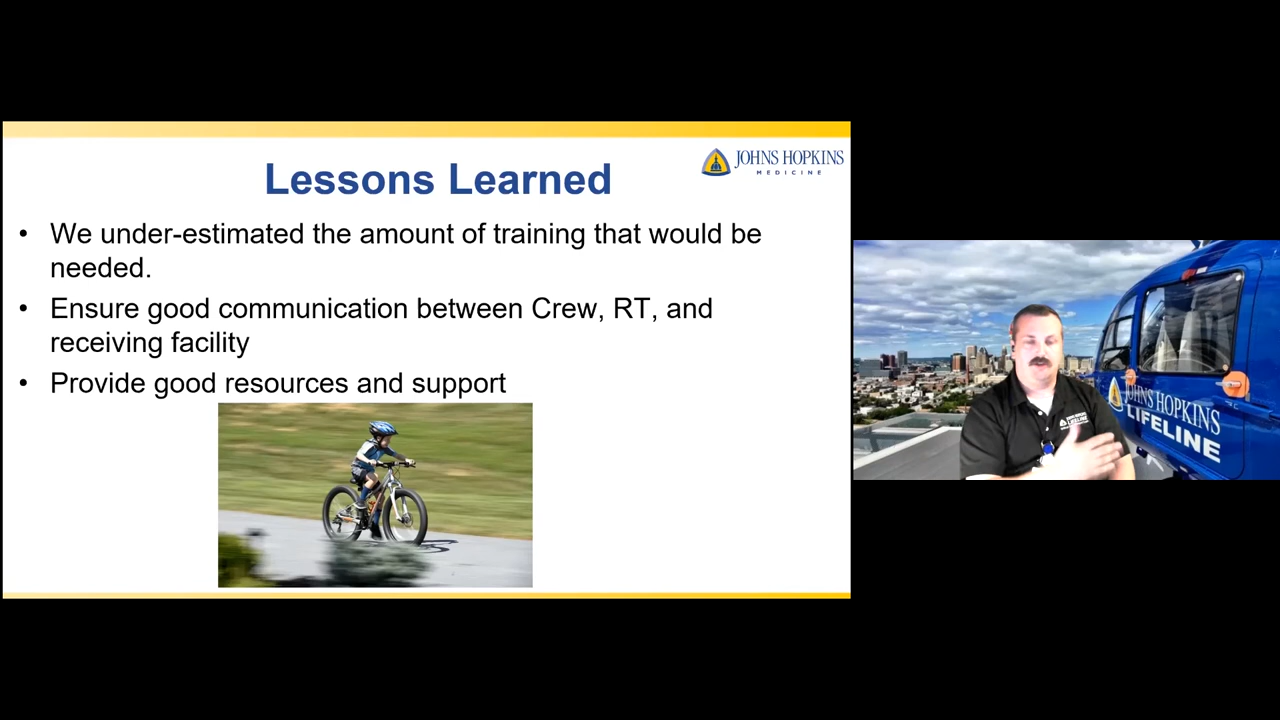 Lessons Learned
JOHNS HOPKINS
MEDICINE
• We under-estimated the amount of training that would be
needed.
• Ensure good communication between Crew, RT, and
receiving facility
• Provide good resources and support
JOHNS HOPKINS
LIFELINE
LIFELINE